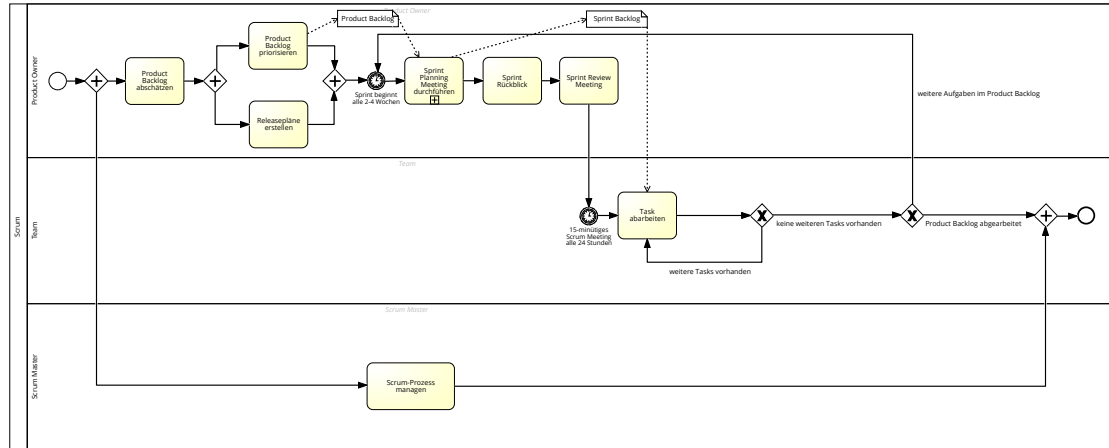 Product Owner
Product Backlog
Sprint Backlog
Product
Backlog
priorisieren
Product
Backlog
abschätzen
Sprint
Planning
Meeting
durchführen
Sprint
Rückblick
Sprint Review
Meeting
Sprint beginnt
alle 2-4 Wochen
weitere Aufgaben im Product Backlog
Releasepläne
erstellen
Product Owner
Team
Task
abarbeiten
15-minütiges
Scrum Meeting
alle 24 Stunden
keine weiteren Tasks vorhanden
Product Backlog abgearbeitet
weitere Tasks vorhanden
Scrum
Team
Scrum Master
Scrum-Prozess
managen
Scrum Master